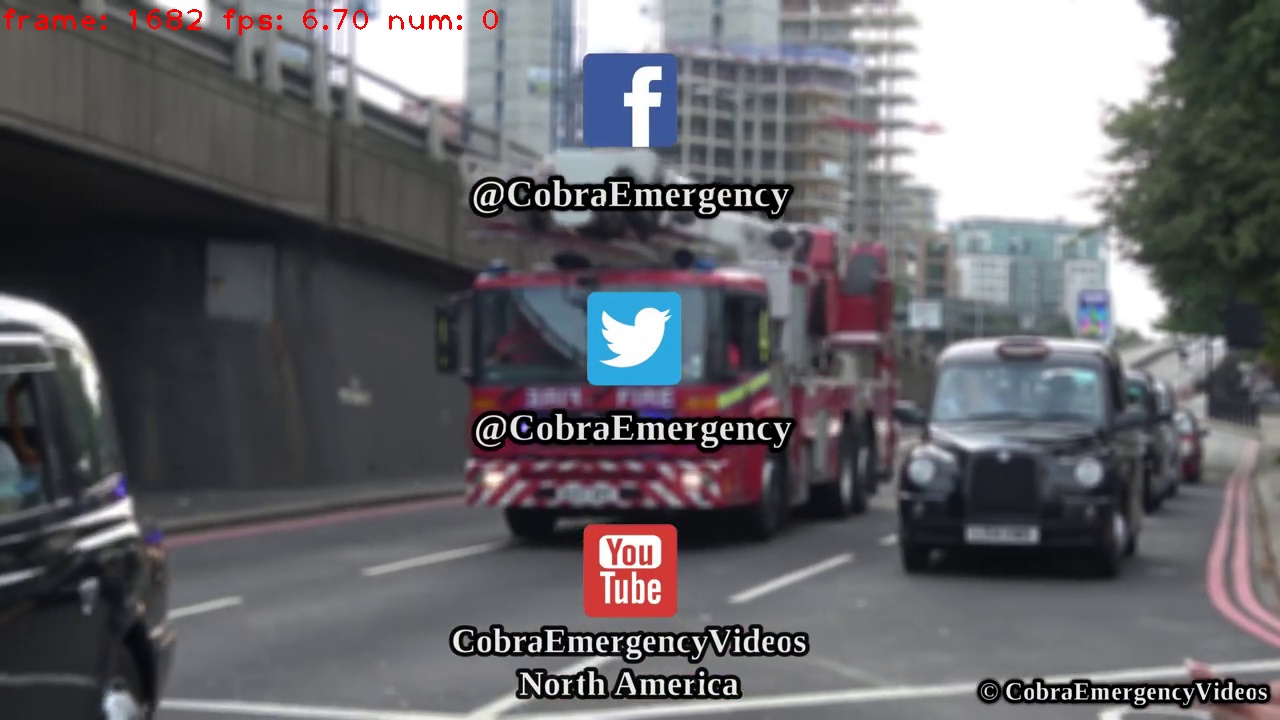 frame: 1682 fps: 6.70 num: 0
f
@CobraEmergency
@CobraEmergency
You
Tube
CobraEmergencyVideos
North America
© CobraEmergencyVideos